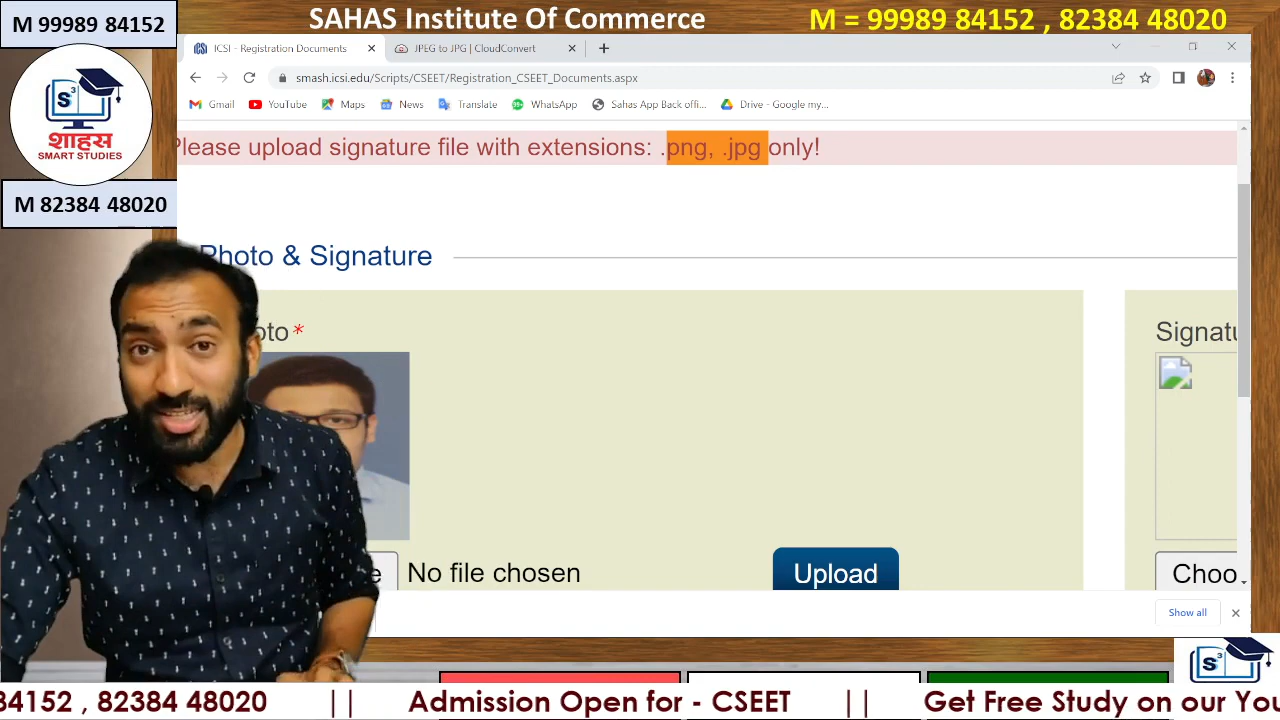 SAHAS Institute Of Commerce
M = 99989 84152 , 82384 48020
M 99989 84152
S³
शाहस
SMART STUDIES
M 82384 48020
ICSI - Registration Documents
JPEG to JPG | CloudConvert
smash.icsi.edu/Scripts/CSEET/Registration_CSEET_Documents.aspx
Gmail YouTube Maps News Translate WhatsApp Sahas App Back offi... Drive - Google my...
Please upload signature file with extensions: .png, .jpg only!
Photo & Signature
oto*
Signatu
e No file chosen
Upload
Choo
Show all
S³
84152 , 82384 48020 || Admission Open for - CSEET || Get Free Study on our You